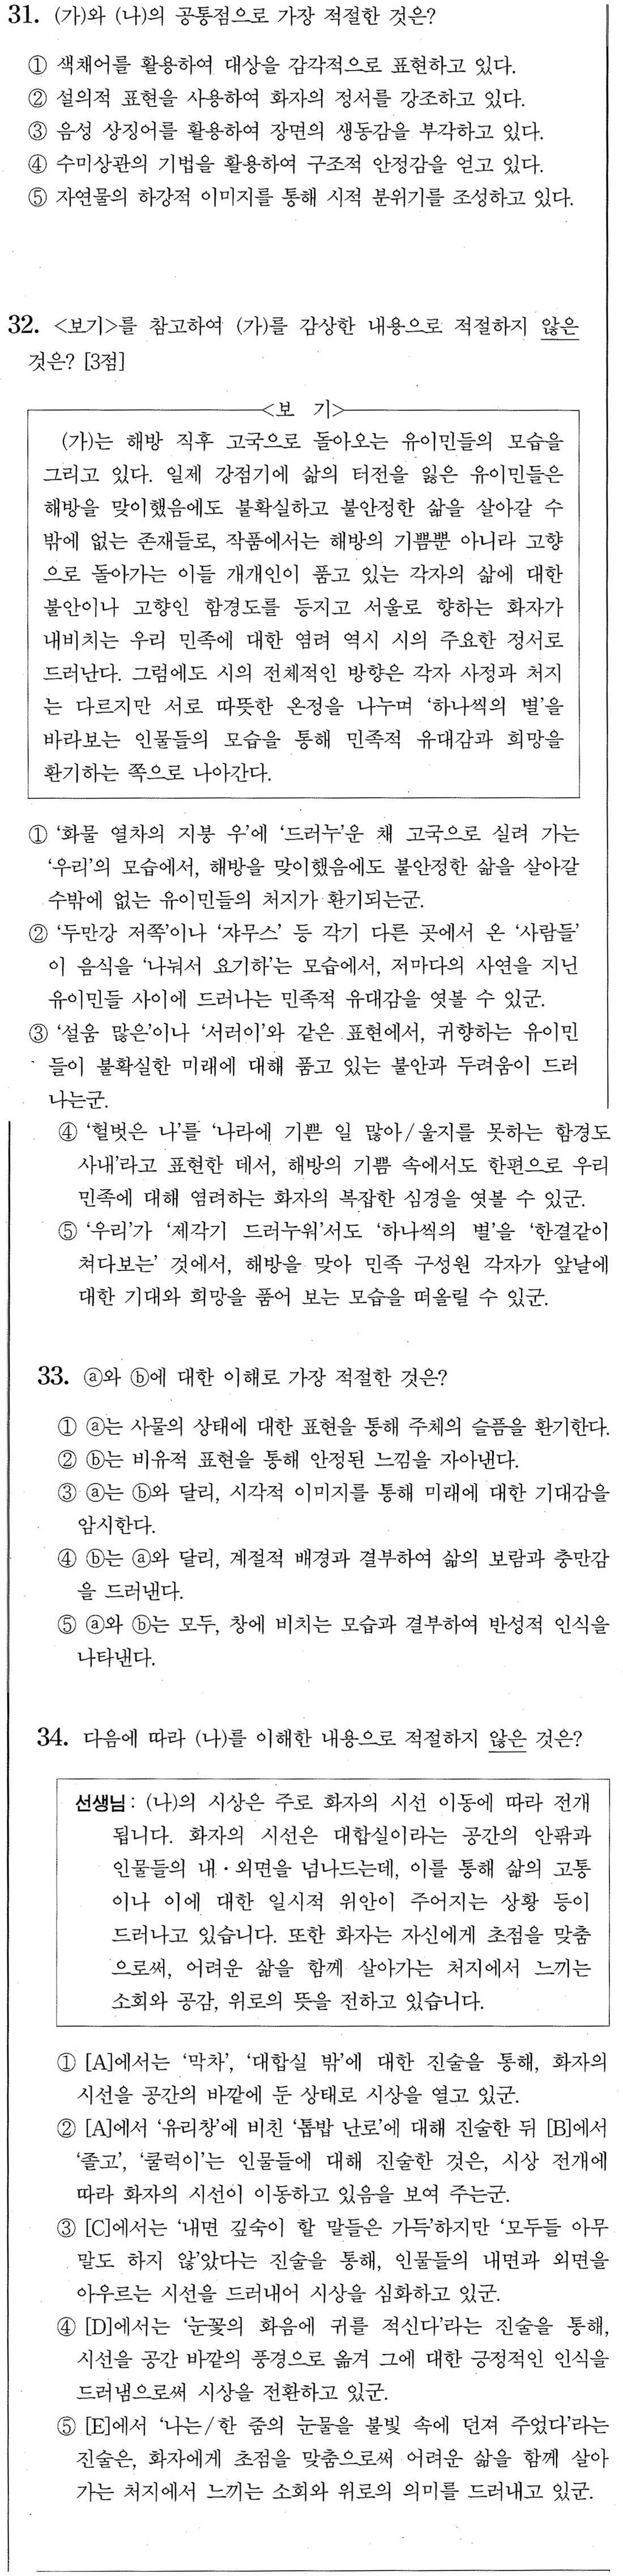 31. (가)와 (나)의 공통점으로 가장 적절한 것은?
① 색채어를 활용하여 대상을 감각적으로 표현하고 있다.
② 설의적 표현을 사용하여 화자의 정서를 강조하고 있다.
③ 음성 상징어를 활용하여 장면의 생동감을 부각하고 있다.
④ 수미상관의 기법을 활용하여 구조적 안정감을 얻고 있다.
⑤ 자연물의 하강적 이미지를 통해 시적 분위기를 조성하고 있다.
32. <보기>를 참고하여 (가)를 감상한 내용으로 적절하지 않은
것은? [3점]
<보 기>
(가)는 해방 직후 고국으로 돌아오는 유이민들의 모습을
그리고 있다. 일제 강점기에 삶의 터전을 잃은 유이민들은
해방을 맞이했음에도 불확실하고 불안정한 삶을 살아갈 수
밖에 없는 존재들로, 작품에서는 해방의 기쁨뿐 아니라 고향
으로 돌아가는 이들 개개인이 품고 있는 각자의 삶에 대한
불안이나 고향인 함경도를 등지고 서울로 향하는 화자가
내비치는 우리 민족에 대한 염려 역시 시의 주요한 정서로
드러난다. 그럼에도 시의 전체적인 방향은 각자 사정과 처지
는 다르지만 서로 따뜻한 온정을 나누며 ‘하나씩의 별’을
바라보는 인물들의 모습을 통해 민족적 유대감과 희망을
환기하는 쪽으로 나아간다.
① ‘화물 열차의 지붕 우’에 ‘드러누’운 채 고국으로 실려 가는
‘우리’의 모습에서, 해방을 맞이했음에도 불안정한 삶을 살아갈
수밖에 없는 유이민들의 처지가 환기되는군.
② ‘두만강 저쪽’이나 ‘쟈무스’ 등 각기 다른 곳에서 온 ‘사람들’
이 음식을 ‘나눠서 요기하’는 모습에서, 저마다의 사연을 지닌
유이민들 사이에 드러나는 민족적 유대감을 엿볼 수 있군.
③ ‘설움 많은’이나 ‘서러이’와 같은 표현에서, 귀향하는 유이민
들이 불확실한 미래에 대해 품고 있는 불안과 두려움이 드러
나는군.
④ ‘헐벗은 나’를 ‘나라에 기쁜 일 많아/울지를 못하는 함경도
사내’라고 표현한 데서, 해방의 기쁨 속에서도 한편으로 우리
민족에 대해 염려하는 화자의 복잡한 심경을 엿볼 수 있군.
⑤ ‘우리’가 ‘제각기 드러누워’서도 ‘하나씩의 별’을 ‘한결같이
쳐다보는’ 것에서, 해방을 맞아 민족 구성원 각자가 앞날에
대한 기대와 희망을 품어 보는 모습을 떠올릴 수 있군.
33. ⓐ와 ⓑ에 대한 이해로 가장 적절한 것은?
① ⓐ는 사물의 상태에 대한 표현을 통해 주체의 슬픔을 환기한다.
② ⓑ는 비유적 표현을 통해 안정된 느낌을 자아낸다.
③ ⓐ는 ⓑ와 달리, 시각적 이미지를 통해 미래에 대한 기대감을
암시한다.
④ ⓑ는 ⓐ와 달리, 계절적 배경과 결부하여 삶의 보람과 충만감
을 드러낸다.
⑤ ⓐ와 ⓑ는 모두, 창에 비치는 모습과 결부하여 반성적 인식을
나타낸다.
34. 다음에 따라 (나)를 이해한 내용으로 적절하지 않은 것은?
선생님 : (나)의 시상은 주로 화자의 시선 이동에 따라 전개
됩니다. 화자의 시선은 대합실이라는 공간의 안팎과
인물들의 내·외면을 넘나드는데, 이를 통해 삶의 고통
이나 이에 대한 일시적 위안이 주어지는 상황 등이
드러나고 있습니다. 또한 화자는 자신에게 초점을 맞춤
으로써, 어려운 삶을 함께 살아가는 처지에서 느끼는
소회와 공감, 위로의 뜻을 전하고 있습니다.
① [A]에서는 ‘막차’, ‘대합실 밖’에 대한 진술을 통해, 화자의
시선을 공간의 바깥에 둔 상태로 시상을 열고 있군.
② [A]에서 ‘유리창’에 비친 ‘톱밥 난로’에 대해 진술한 뒤 [B]에서
‘졸고’, ‘쿨럭이’는 인물들에 대해 진술한 것은, 시상 전개에
따라 화자의 시선이 이동하고 있음을 보여 주는군.
③ [C]에서는 ‘내면 깊숙이 할 말들은 가득’하지만 ‘모두들 아무
말도 하지 않’았다는 진술을 통해, 인물들의 내면과 외면을
아우르는 시선을 드러내어 시상을 심화하고 있군.
④ [D]에서는 ‘눈꽃의 화음에 귀를 적신다’라는 진술을 통해,
시선을 공간 바깥의 풍경으로 옮겨 그에 대한 긍정적인 인식을
드러냄으로써 시상을 전환하고 있군.
⑤ [E]에서 ‘나는/한 줌의 눈물을 불빛 속에 던져 주었다’라는
진술은, 화자에게 초점을 맞춤으로써 어려운 삶을 함께 살아
가는 처지에서 느끼는 소회와 위로의 의미를 드러내고 있군.